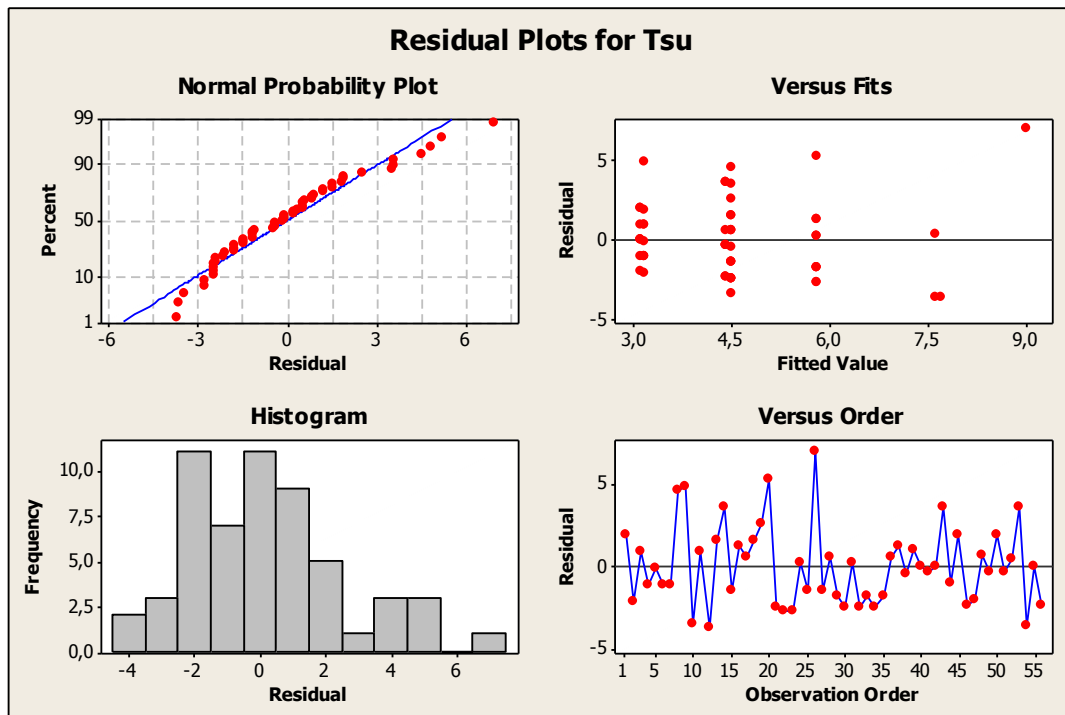 Residual Plots for Tsu
Normal Probability Plot
99
90
50
10
1
Percent
-6 -3 0 3 6
Residual
Versus Fits
5
0
-5
Residual
3,0 4,5 6,0 7,5 9,0
Fitted Value
Histogram
10,0
7,5
5,0
2,5
0,0
Frequency
-4 -2 0 2 4 6
Residual
Versus Order
5
0
-5
Residual
1 5 10 15 20 25 30 35 40 45 50 55
Observation Order